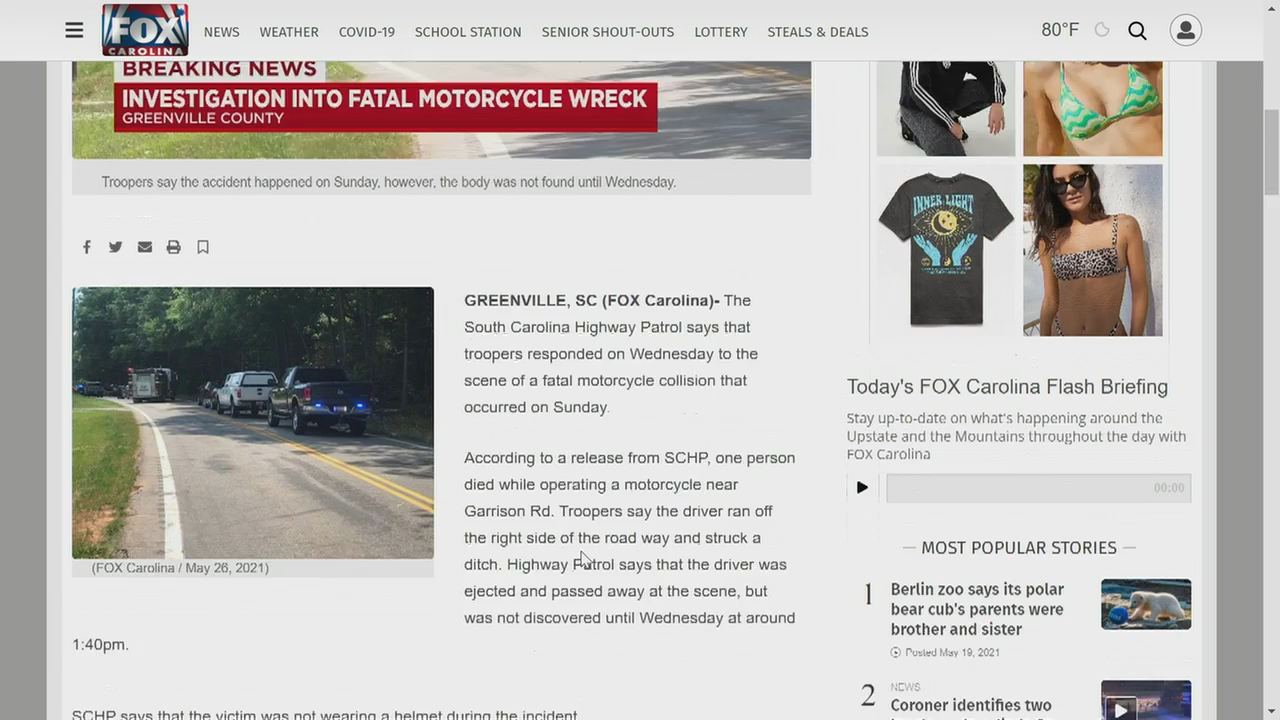 FOX
CAROLINA
NEWS
WEATHER
COVID-19
SCHOOL STATION
SENIOR SHOUT-OUTS
LOTTERY
STEALS & DEALS
80°F
BREAKING NEWS
INVESTIGATION INTO FATAL MOTORCYCLE WRECK
GREENVILLE COUNTY
Troopers say the accident happened on Sunday, however, the body was not found until Wednesday.
(FOX Carolina / May 26, 2021)
GREENVILLE, SC (FOX Carolina)- The
South Carolina Highway Patrol says that
troopers responded on Wednesday to the
scene of a fatal motorcycle collision that
occurred on Sunday.
According to a release from SCHP, one person
died while operating a motorcycle near
Garrison Rd. Troopers say the driver ran off
the right side of the road way and struck a
ditch. Highway Patrol says that the driver was
ejected and passed away at the scene, but
was not discovered until Wednesday at around
1:40pm.
SCHP says that the victim was not wearing a helmet during the incident.
INNER LIGHT
Today's FOX Carolina Flash Briefing
Stay up-to-date on what's happening around the
Upstate and the Mountains throughout the day with
FOX Carolina
00:00
MOST POPULAR STORIES
1
Berlin zoo says its polar
bear cub's parents were
brother and sister
Posted May 19, 2021
2
NEWS
Coroner identifies two